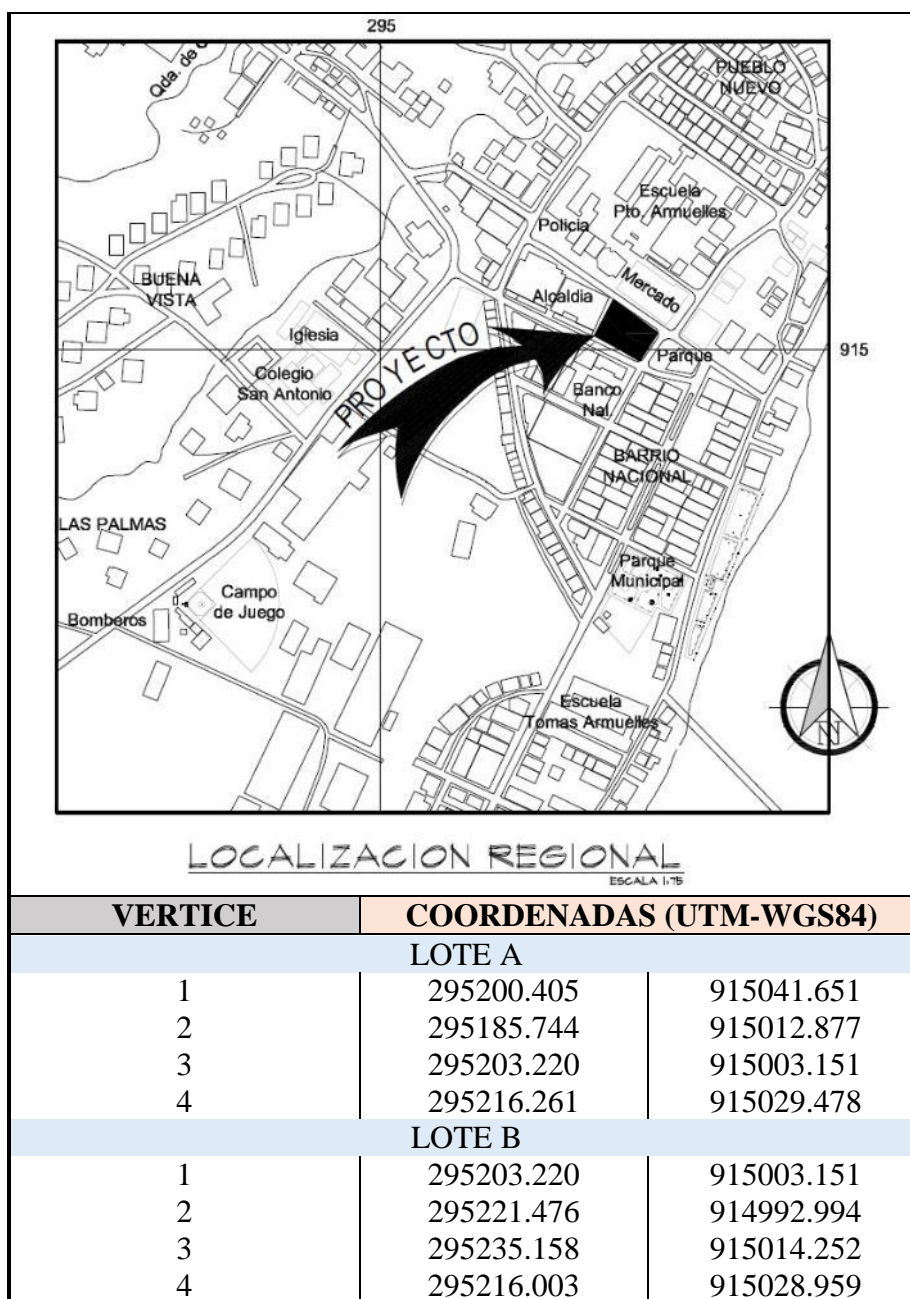 295
Qda. de
PUEBLO
NUEVO
Escuela
Pto. Armuelles
Policia
Mercado
BUENA
VISTA
Alcaldia
Iglesia
PROYECTO
Parque
915
Colegio
San Antonio
Banco
Nal.
BARRIO
NACIONAL
LAS PALMAS
Parque
Municipal
Campo
de Juego
Bomberos
Escuela
Tomas Armuelles
N
LOCALIZACION REGIONAL
ESCALA 1:75
VERTICE COORDENADAS (UTM-WGS84)
LOTE A
1 295200.405 915041.651
2 295185.744 915012.877
3 295203.220 915003.151
4 295216.261 915029.478
LOTE B
1 295203.220 915003.151
2 295221.476 914992.994
3 295235.158 915014.252
4 295216.003 915028.959